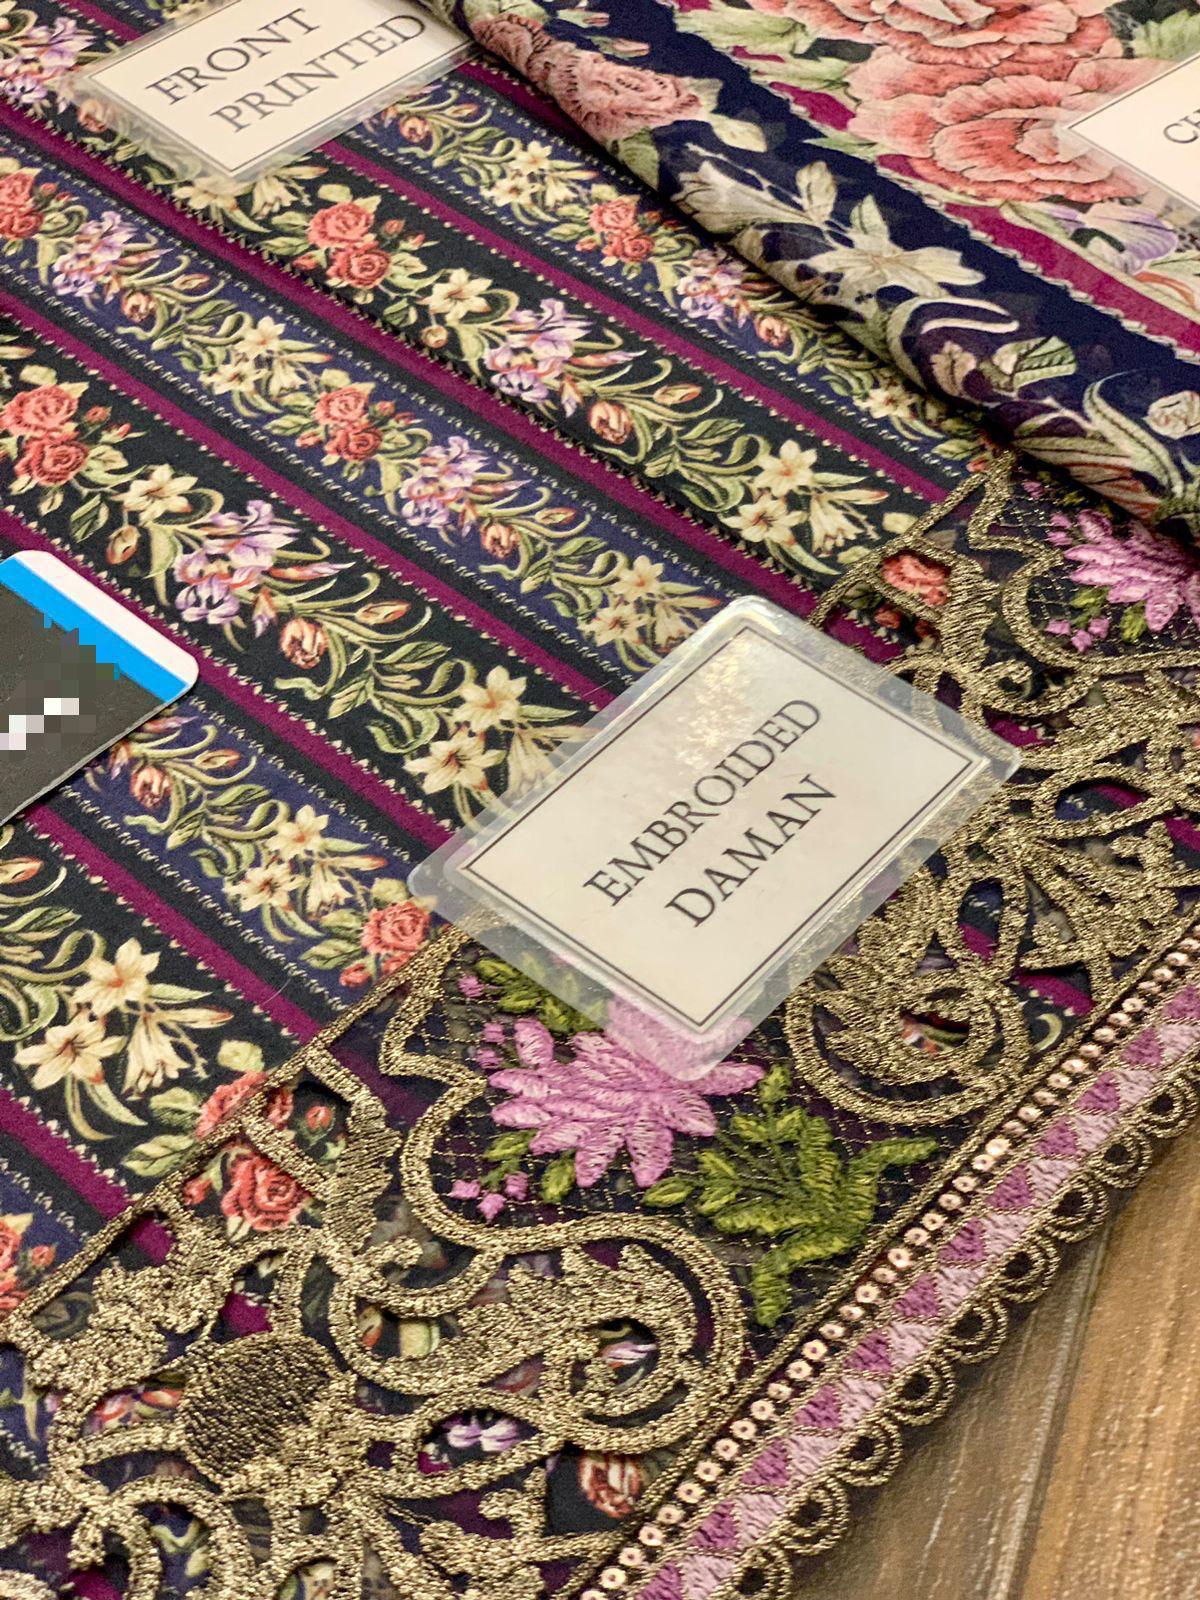 FRONT
PRINTED
EMBROIDED
DAMAN